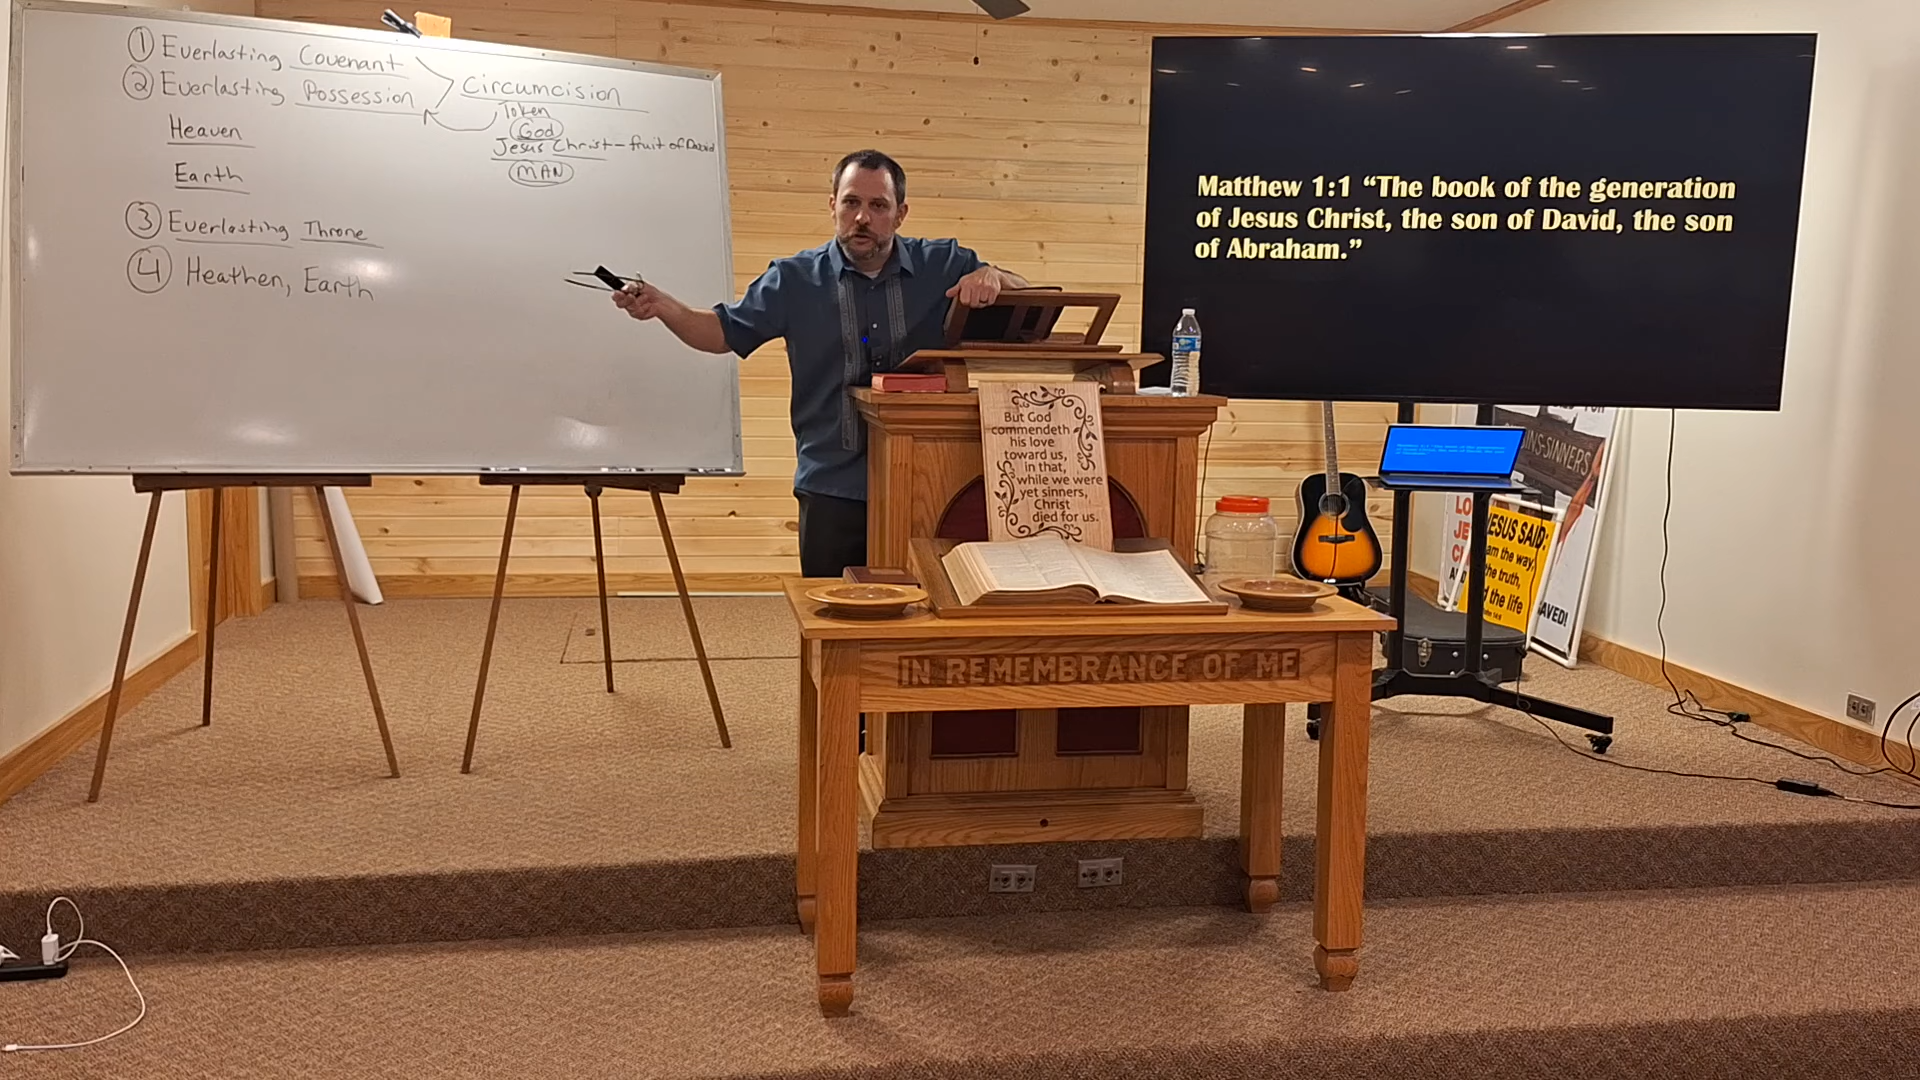 ① Everlasting Covenant
② Everlasting Possession
Heaven
Earth
③ Everlasting Throne
④ Heathen, Earth
Circumcision
Token
God
Jesus Christ - fruit of David
MAN
Matthew 1:1 “The book of the generation
of Jesus Christ, the son of David, the son
of Abraham.”
But God
commendeth
his love
toward us,
in that,
while we were
yet sinners,
Christ
died for us.
IN REMEMBRANCE OF ME
SINNERS
JESUS SAID:
am the way,
the truth,
the life